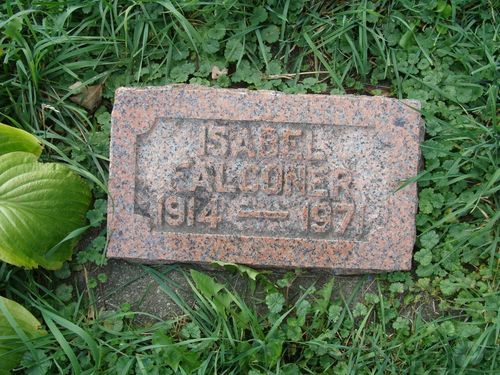 ISABEL
FALCONER
1914 — 1971